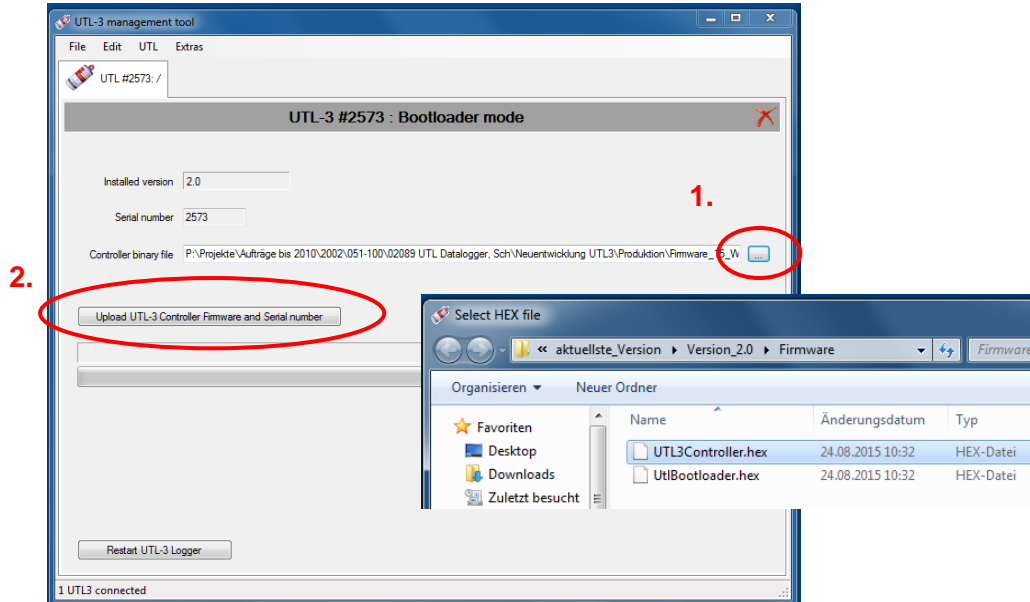 UTL-3 management tool
File Edit UTL Extras
UTL #2573: /
UTL-3 #2573 : Bootloader mode
Installed version 2.0
1.
Serial number 2573
Controller binary file P:\Projekte\Aufträge bis 2010\2002\051-100\02089 UTL Datalogger, Sch\Neuentwicklung UTL3\Produktion\Firmware_15_W ...
2.
Upload UTL-3 Controller Firmware and Serial number
Select HEX file
« aktuellste_Version Version_2.0 Firmware Firmware
Organisieren Neuer Ordner
Favoriten
Desktop
Downloads
Zuletzt besucht
Name Änderungsdatum Typ
UTL3Controller.hex 24.08.2015 10:32 HEX-Datei
UtlBootloader.hex 24.08.2015 10:32 HEX-Datei
Restart UTL-3 Logger
1 UTL3 connected